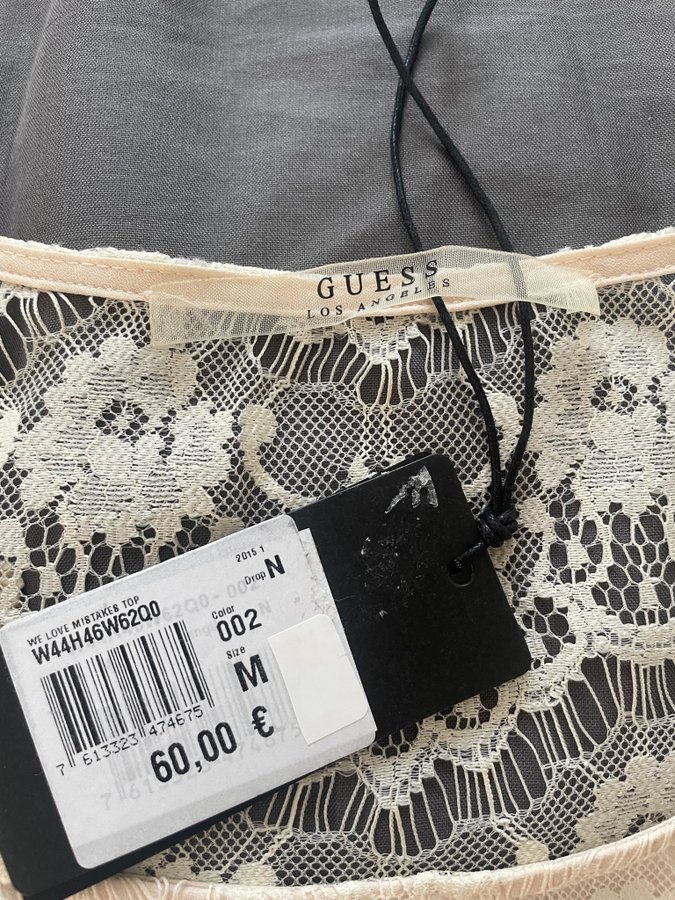 GUESS
LOS ANGELES
2015 1
Drop N
WE LOVE MISTAKES TOP
W44H46W62Q0
Color
002
Size
M
7 613323 474675
60,00 €